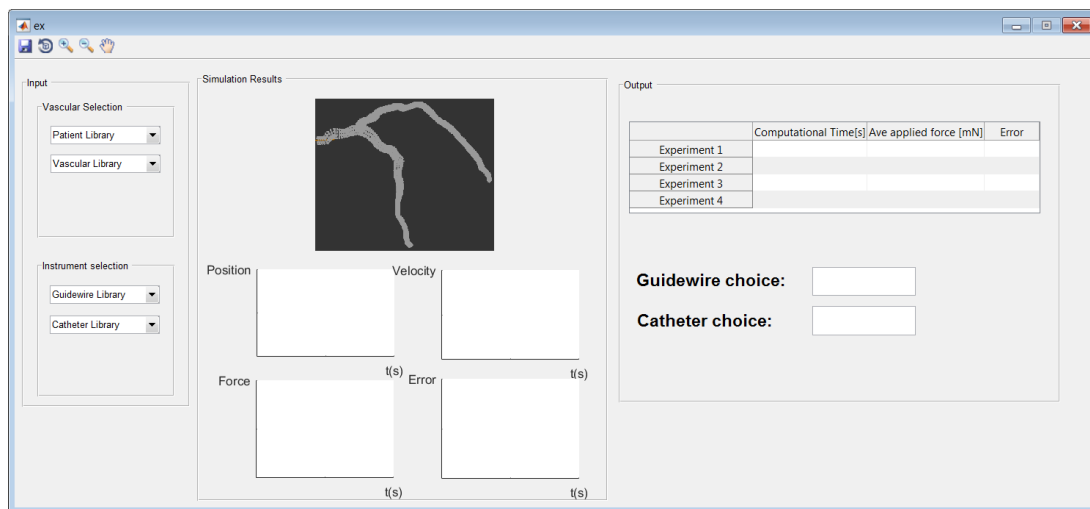 ex
Input
Vascular Selection
Patient Library
Vascular Library
Instrument selection
Guidewire Library
Catheter Library
Simulation Results
Position
Velocity
t(s)
t(s)
Force
Error
t(s)
t(s)
Output
Computational Time[s] Ave applied force [mN] Error
Experiment 1
Experiment 2
Experiment 3
Experiment 4
Guidewire choice:
Catheter choice: